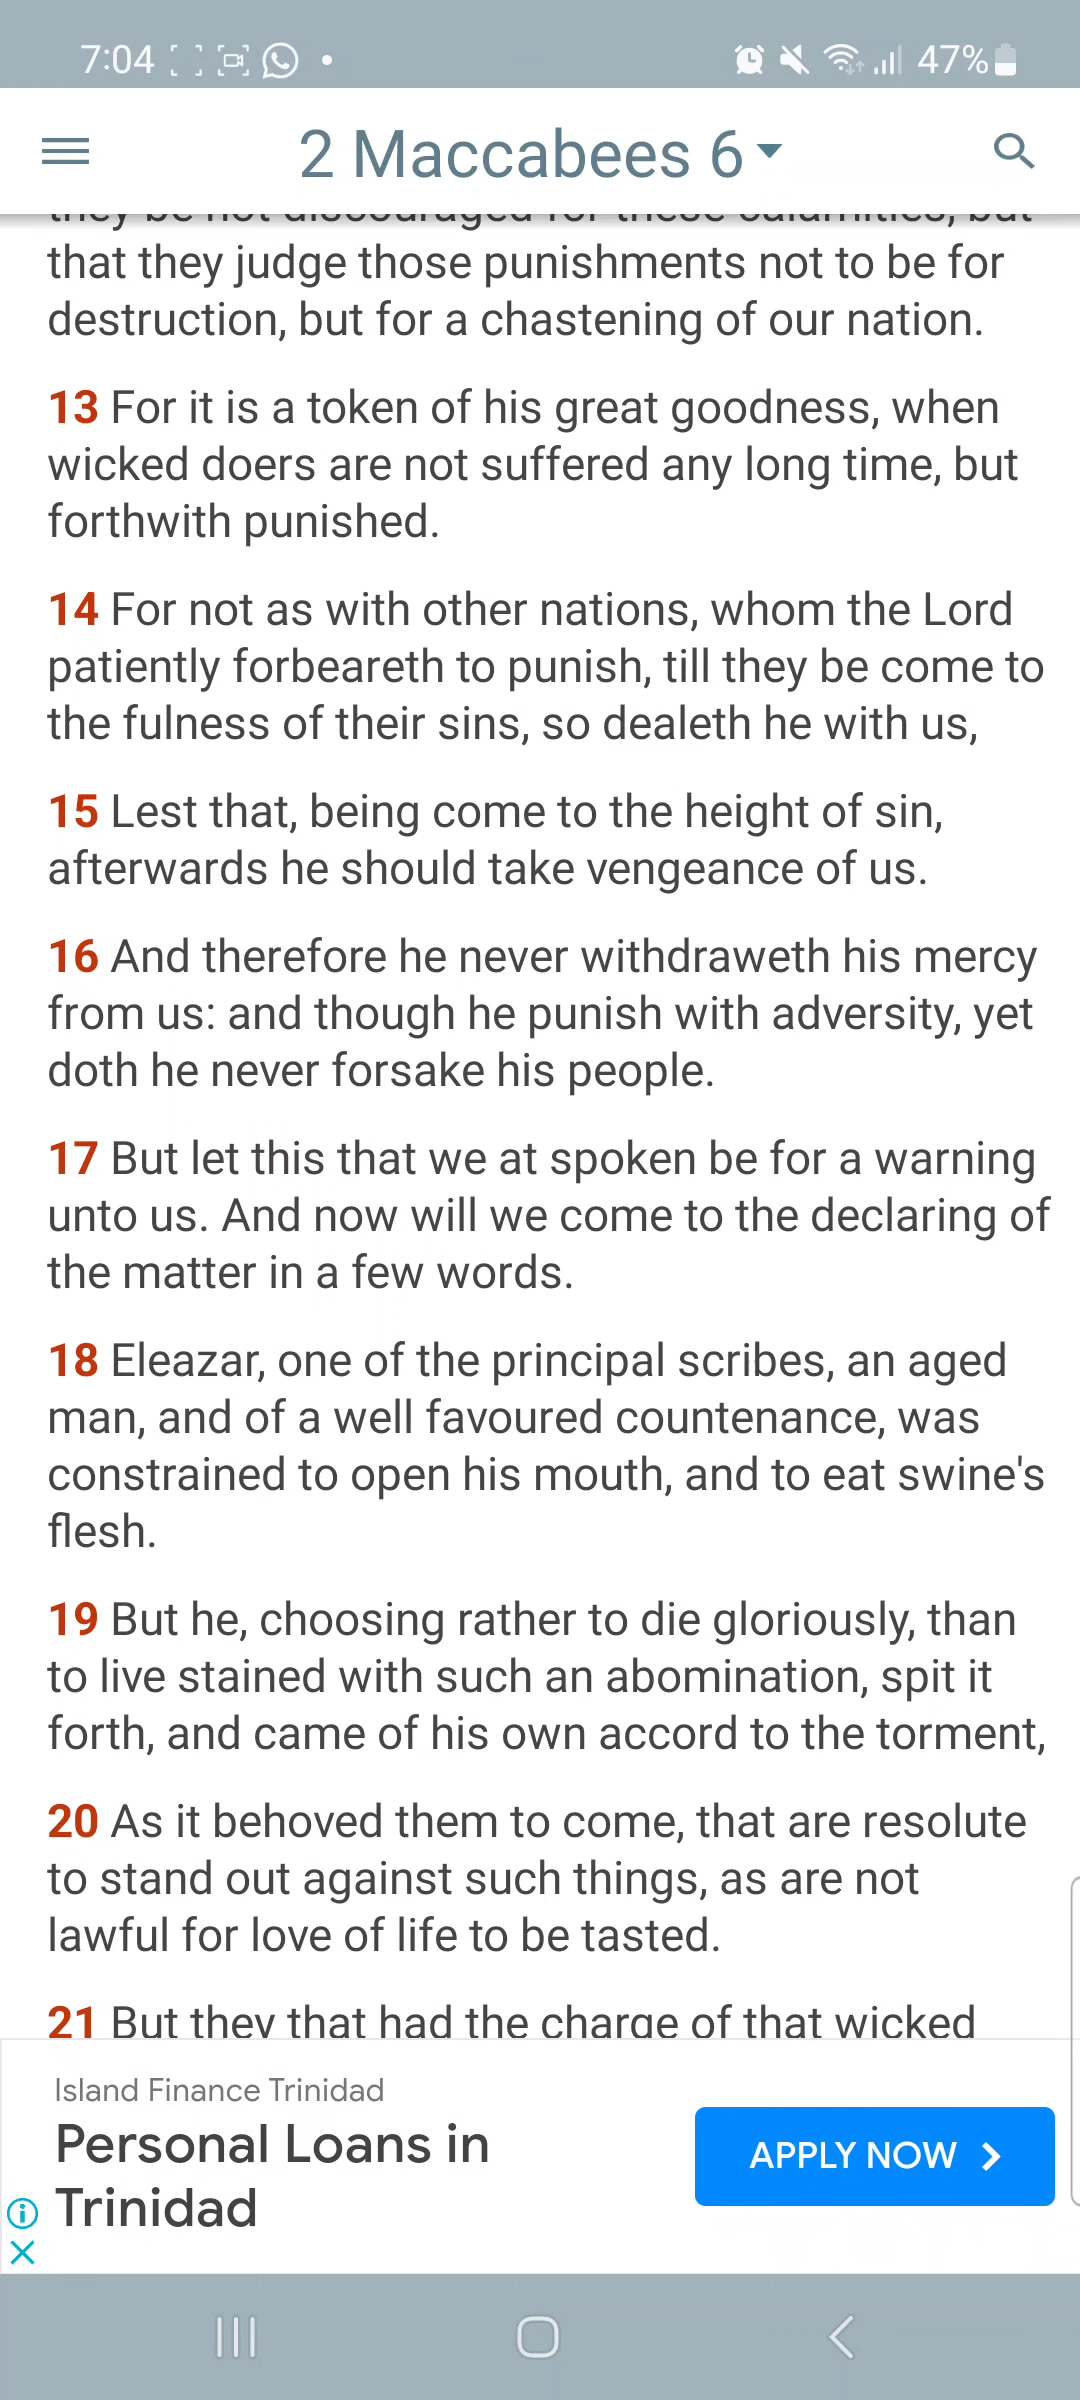 7:04
47%
2 Maccabees 6
they be not discouraged for these calamities, but
that they judge those punishments not to be for
destruction, but for a chastening of our nation.
13 For it is a token of his great goodness, when
wicked doers are not suffered any long time, but
forthwith punished.
14 For not as with other nations, whom the Lord
patiently forbeareth to punish, till they be come to
the fulness of their sins, so dealeth he with us,
15 Lest that, being come to the height of sin,
afterwards he should take vengeance of us.
16 And therefore he never withdraweth his mercy
from us: and though he punish with adversity, yet
doth he never forsake his people.
17 But let this that we at spoken be for a warning
unto us. And now will we come to the declaring of
the matter in a few words.
18 Eleazar, one of the principal scribes, an aged
man, and of a well favoured countenance, was
constrained to open his mouth, and to eat swine's
flesh.
19 But he, choosing rather to die gloriously, than
to live stained with such an abomination, spit it
forth, and came of his own accord to the torment,
20 As it behoved them to come, that are resolute
to stand out against such things, as are not
lawful for love of life to be tasted.
21 But they that had the charge of that wicked
Island Finance Trinidad
Personal Loans in
Trinidad
APPLY NOW